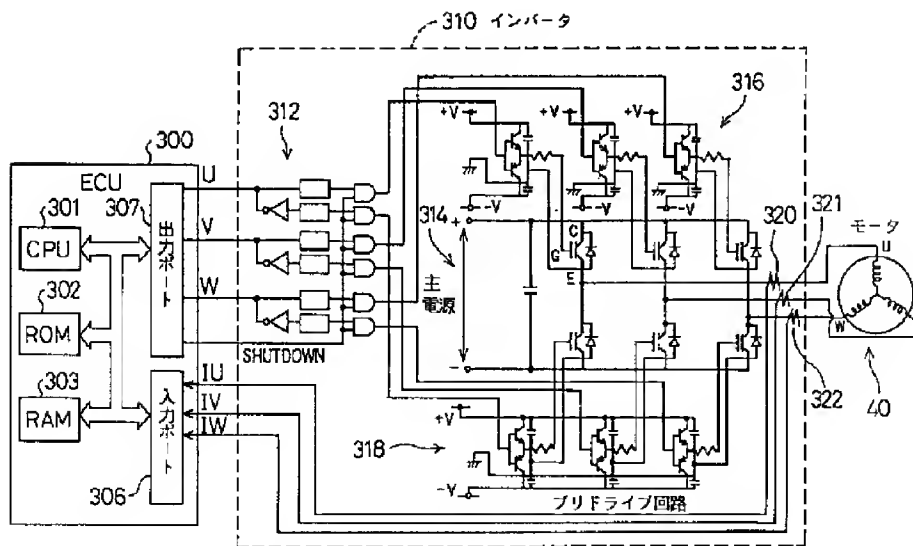 310 インバータ
316
312
300
+V
+V
+V
ECU
U
307
301
CPU
出力ポート
V
302
ROM
W
SHUTDOWN
303
RAM
入力ポート
IU
IV
IW
306
-V
-V
-V
314
+
主電源
-
C
G
E
320
321
モータ
U
W
322
40
+V
318
-V
プリドライブ回路